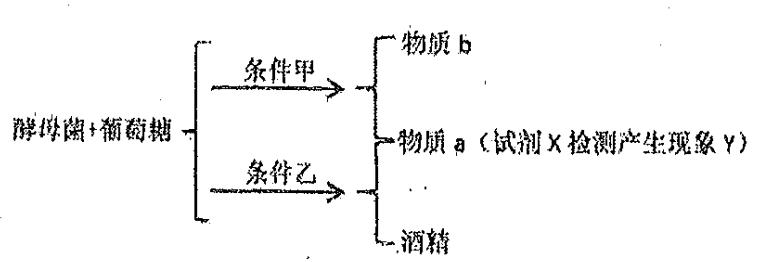 物质 b
条件甲
酵母菌+葡萄糖
物质 a（试剂 X 检测产生现象 Y）
条件乙
酒精